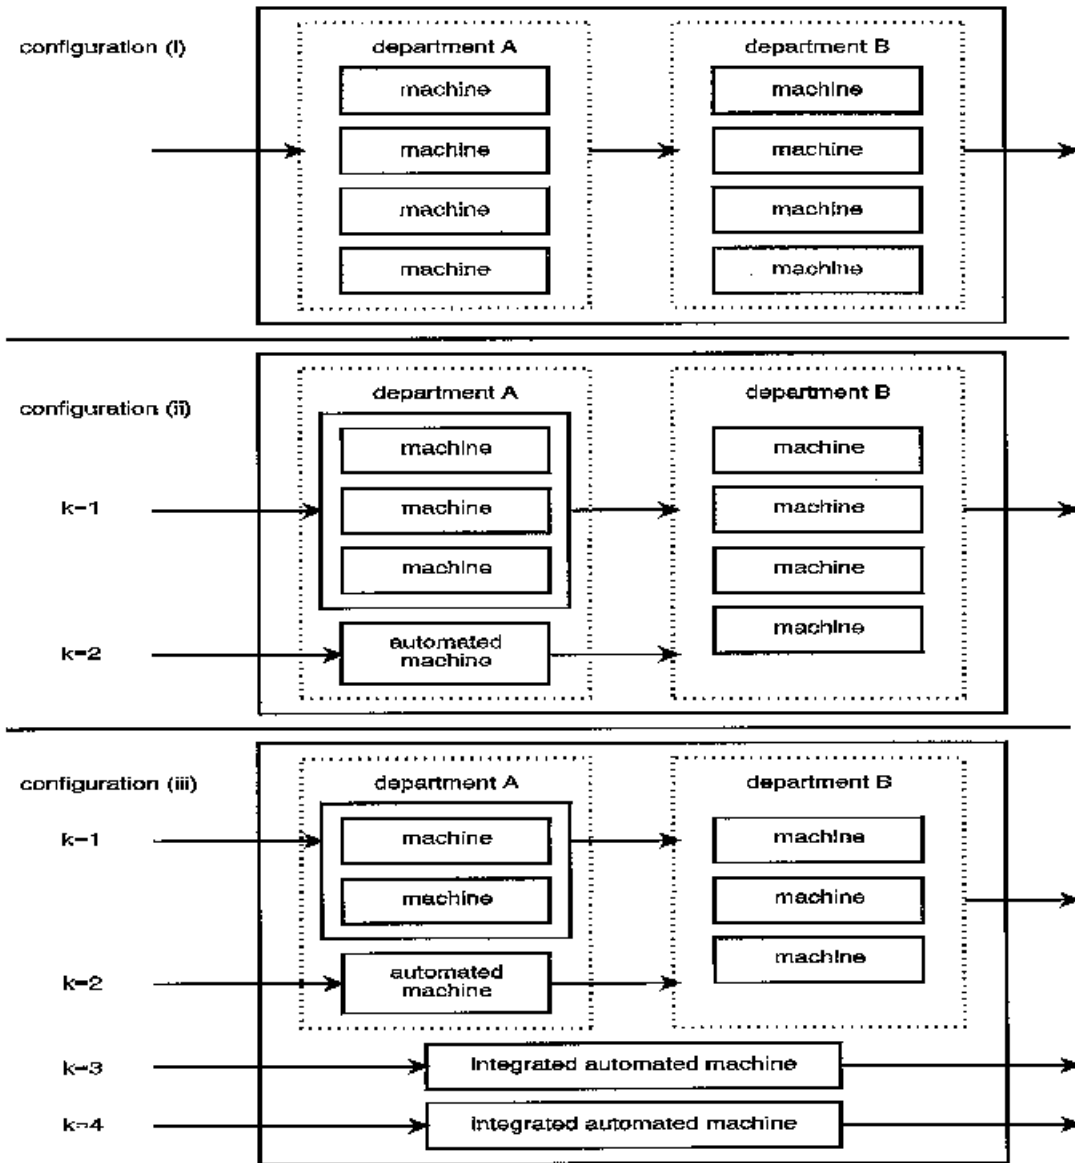 configuration (i)
department A
department B
machine
machine
machine
machine
machine
machine
machine
machine
configuration (ii)
department A
department B
k=1
machine
machine
machine
machine
machine
machine
machine
k=2
automated
machine
configuration (iii)
department A
department B
k=1
machine
machine
machine
machine
machine
k=2
automated
machine
k=3
Integrated automated machine
k=4
Integrated automated machine